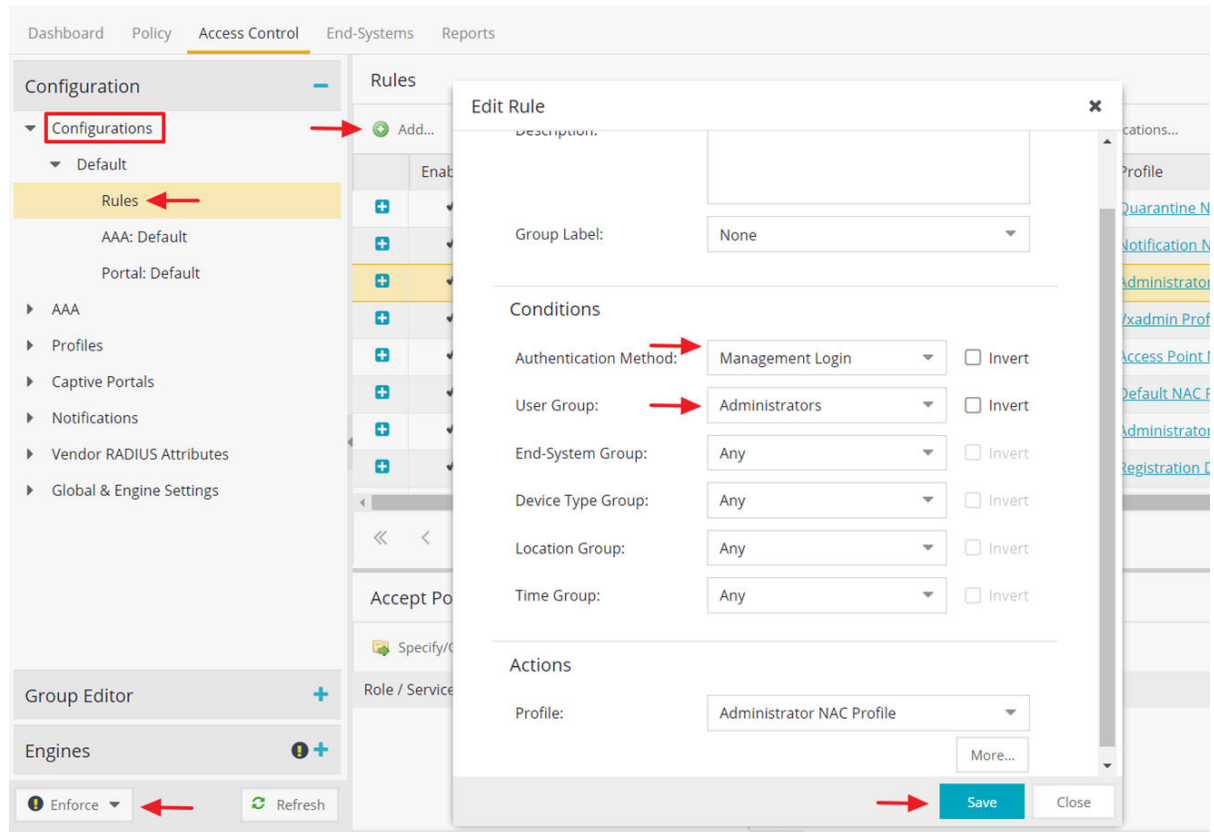 Dashboard Policy Access Control End-Systems Reports
Configuration
Configurations
Default
Rules
AAA: Default
Portal: Default
AAA
Profiles
Captive Portals
Notifications
Vendor RADIUS Attributes
Global & Engine Settings
Group Editor
Engines
Enforce Refresh
Rules
Add...
Enab
Accept Po
Specify/
Role / Service
Edit Rule
Description:
Group Label: None
Conditions
Authentication Method: Management Login Invert
User Group: Administrators Invert
End-System Group: Any Invert
Device Type Group: Any Invert
Location Group: Any Invert
Time Group: Any Invert
Actions
Profile: Administrator NAC Profile
More...
Save Close
cations...
Profile
Quarantine N
Notification N
Administrator
Vxadmin Prof
Access Point
Default NAC
Administrator
Registration